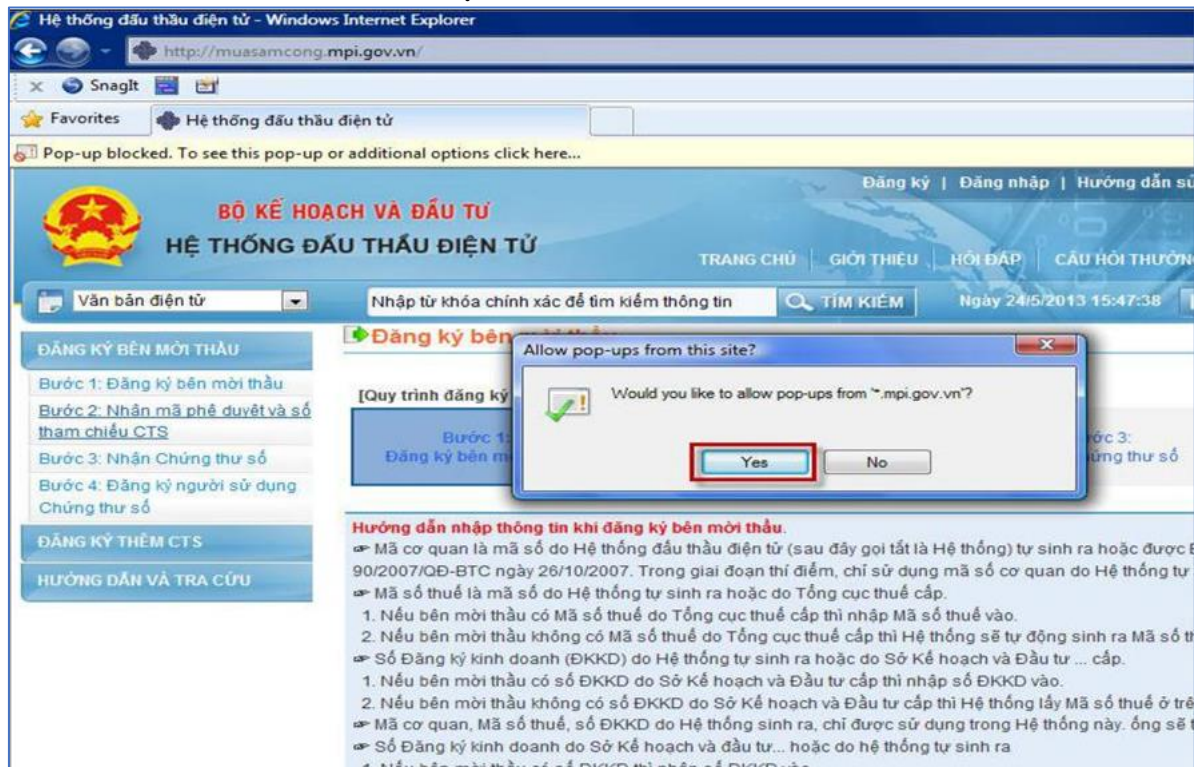 Hệ thống đấu thầu điện tử - Windows Internet Explorer
http://muasamcong.mpi.gov.vn/
x SnagIt
Favorites Hệ thống đấu thầu điện tử
Pop-up blocked. To see this pop-up or additional options click here...
Đăng ký | Đăng nhập | Hướng dẫn
BỘ KẾ HOẠCH VÀ ĐẦU TƯ
HỆ THỐNG ĐẤU THẦU ĐIỆN TỬ
TRANG CHỦ | GIỚI THIỆU | HỎI ĐÁP | CÂU HỎI
Văn bản điện tử
Nhập từ khóa chính xác để tìm kiếm thông tin
TÌM KIẾM
Ngày 24/5/2013 15:47:38
ĐĂNG KÝ BÊN MỜI THẦU
Bước 1: Đăng ký bên mời thầu
Bước 2: Nhận mã phê duyệt và số
tham chiếu CTS
Bước 3: Nhận Chứng thư số
Bước 4: Đăng ký người sử dụng
Chứng thư số
ĐĂNG KÝ THÊM CTS
HƯỚNG DẪN VÀ TRA CỨU
Đăng ký bên
[Quy trình đăng ký
Bước 1:
Đăng ký bên
3:
thư số
Allow pop-ups from this site?
Would you like to allow pop-ups from '*.mpi.gov.vn'?
Yes
No
Hướng dẫn nhập thông tin khi đăng ký bên mời thầu.
☞ Mã cơ quan là mã số do Hệ thống đấu thầu điện tử (sau đây gọi tắt là Hệ thống) tự sinh ra hoặc được
90/2007/QĐ-BTC ngày 26/10/2007. Trong giai đoạn thí điểm, chỉ sử dụng mã số cơ quan do Hệ thống tự
☞ Mã số thuế là mã số do Hệ thống tự sinh ra hoặc do Tổng cục thuế cấp.
1. Nếu bên mời thầu có Mã số thuế do Tổng cục thuế cấp thì nhập Mã số thuế vào.
2. Nếu bên mời thầu không có Mã số thuế do Tổng cục thuế cấp thì Hệ thống sẽ tự động sinh ra Mã số
☞ Số Đăng ký kinh doanh (ĐKKD) do Hệ thống tự sinh ra hoặc do Sở Kế hoạch và Đầu tư ... cấp.
1. Nếu bên mời thầu có số ĐKKD do Sở Kế hoạch và Đầu tư cấp thì nhập số ĐKKD vào.
2. Nếu bên mời thầu không có số ĐKKD do Sở Kế hoạch và Đầu tư cấp thì Hệ thống lấy Mã số thuế ở
☞ Mã cơ quan, Mã số thuế, số ĐKKD do Hệ thống sinh ra, chỉ được sử dụng trong Hệ thống này. ống sẽ
☞ Số Đăng ký kinh doanh do Sở Kế hoạch và đầu tư... hoặc do hệ thống tự sinh ra
1. Nếu bên mời thầu có số ĐKKD thì nhập số ĐKKD vào.